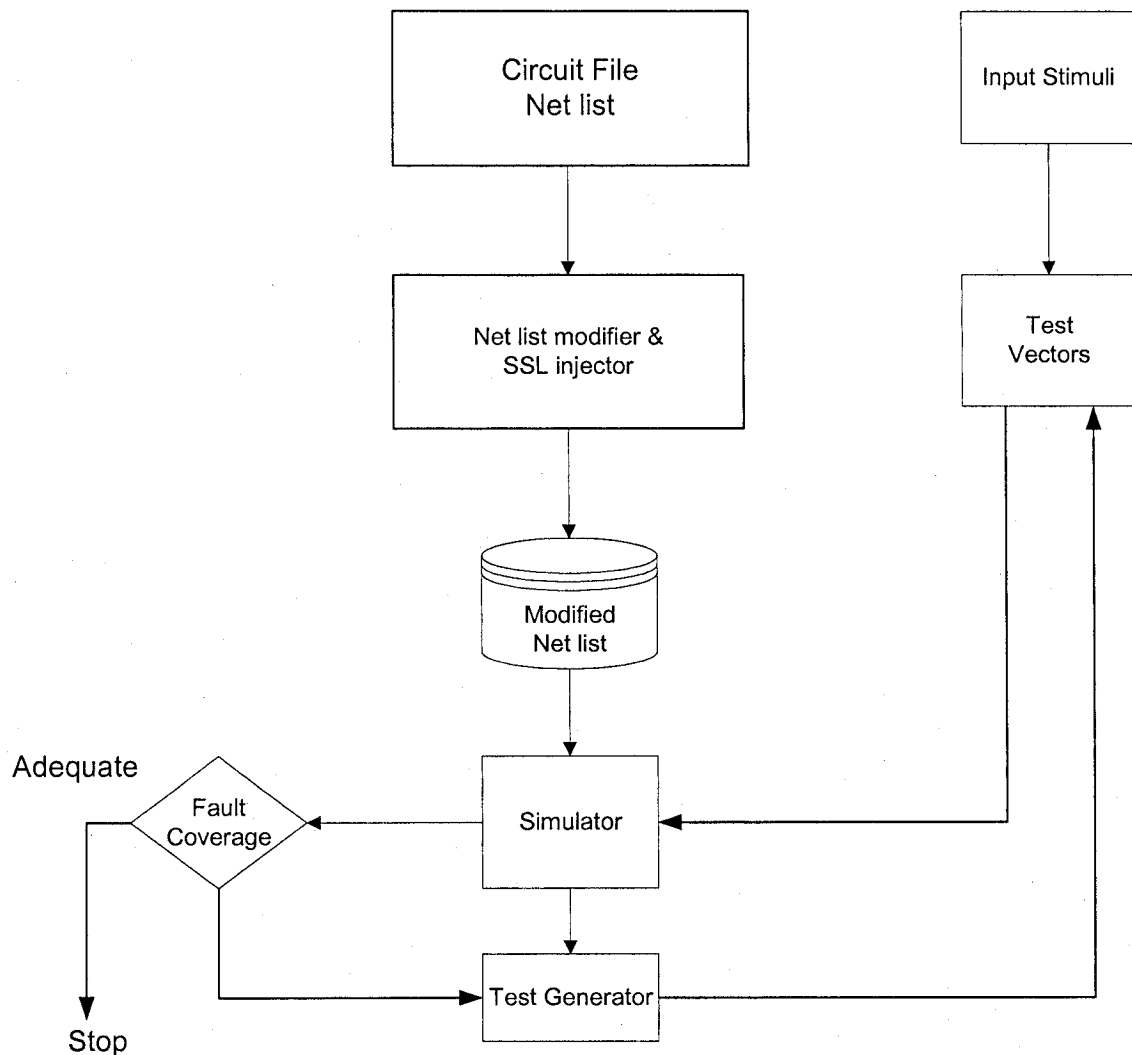 Circuit File
Net list
Input Stimuli
Net list modifier &
SSL injector
Test
Vectors
Modified
Net list
Adequate
Fault
Coverage
Simulator
Test Generator
Stop